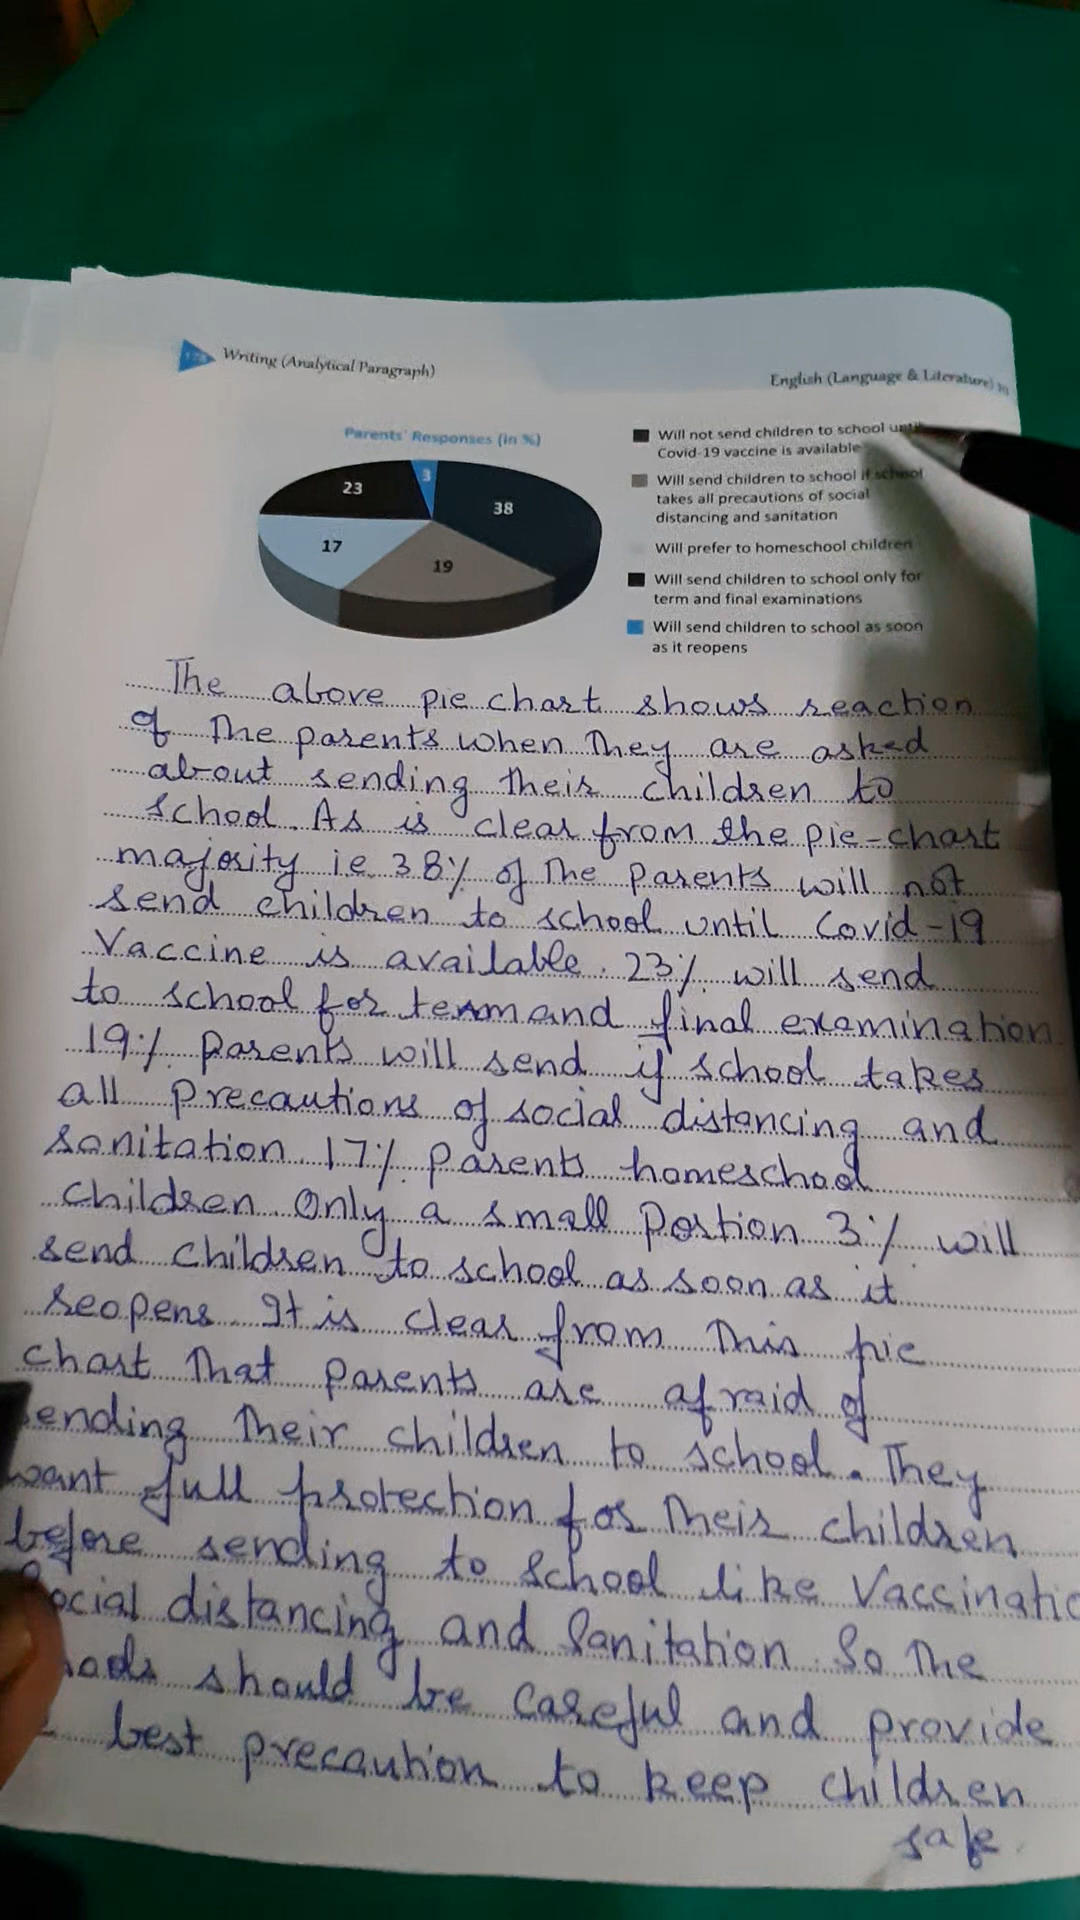 178
Writing (Analytical Paragraph)
English (Language & Literature)
Parents' Responses (in %)
3
23
38
17
19
Will not send children to school until
Covid-19 vaccine is available
Will send children to school if school
takes all precautions of social
distancing and sanitation
Will prefer to homeschool children
Will send children to school only for
term and final examinations
Will send children to school as soon
as it reopens
The above pie chart shows reaction
of the parents when they are asked
about sending their children to
school. As is clear from the pie-chart
majority ie. 38% of the parents will not
send children to school until Covid-19
Vaccine is available. 23% will send
to school for term and final examination
19% parents will send if school takes
all precautions of social distancing and
sanitation. 17% parents homeschool
children. Only a small portion 3% will
send children to school as soon as it
reopens. It is clear from this pie
chart that parents are afraid of
sending their children to school. They
want full protection for their children
before sending to school like Vaccinatio
Social distancing and Sanitation. So the
should be careful and provide
best precaution to keep children
safe.